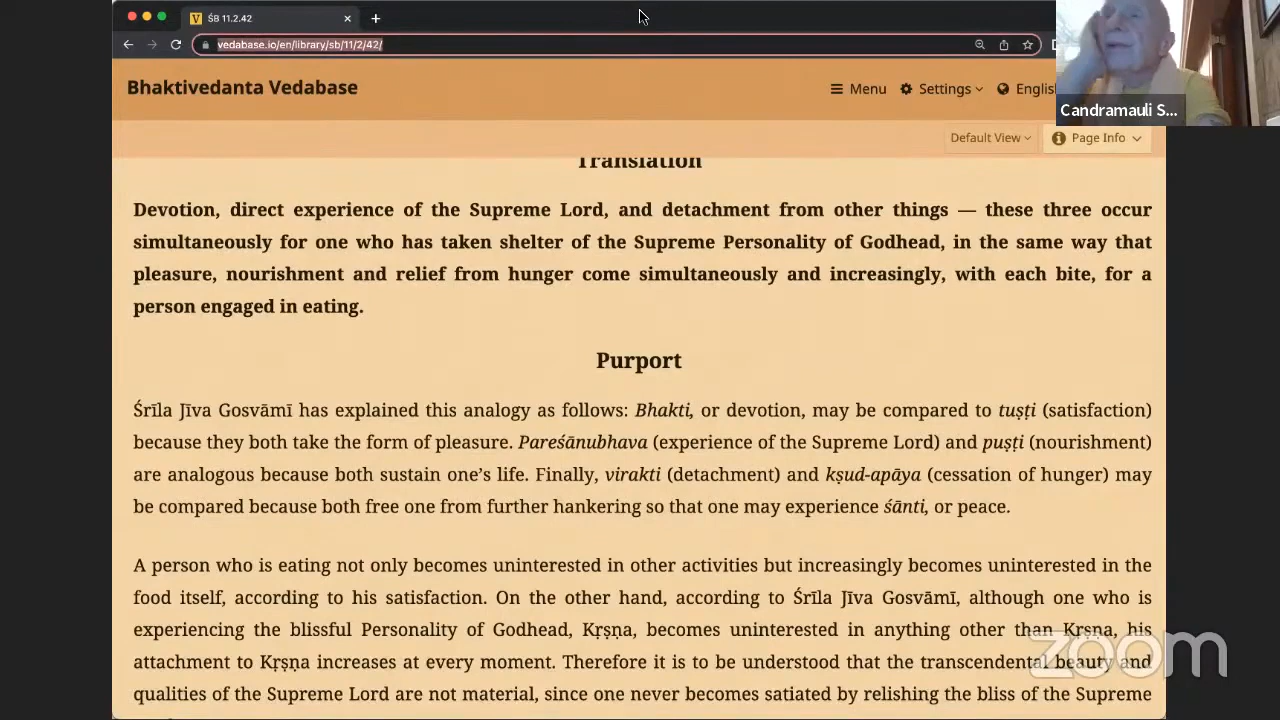 ŚB 11.2.42
vedabase.io/en/library/sb/11/2/42/
Bhaktivedanta Vedabase
Menu
Settings
English
Candramauli S...
Default View
Page Info
Translation
Devotion, direct experience of the Supreme Lord, and detachment from other things — these three occur
simultaneously for one who has taken shelter of the Supreme Personality of Godhead, in the same way that
pleasure, nourishment and relief from hunger come simultaneously and increasingly, with each bite, for a
person engaged in eating.
Purport
Śrīla Jīva Gosvāmī has explained this analogy as follows: Bhakti, or devotion, may be compared to tuṣṭi (satisfaction)
because they both take the form of pleasure. Pareśānubhava (experience of the Supreme Lord) and puṣṭi (nourishment)
are analogous because both sustain one’s life. Finally, virakti (detachment) and kṣud-apāya (cessation of hunger) may
be compared because both free one from further hankering so that one may experience śānti, or peace.
A person who is eating not only becomes uninterested in other activities but increasingly becomes uninterested in the
food itself, according to his satisfaction. On the other hand, according to Śrīla Jīva Gosvāmī, although one who is
experiencing the blissful Personality of Godhead, Kṛṣṇa, becomes uninterested in anything other than Kṛṣṇa, his
attachment to Kṛṣṇa increases at every moment. Therefore it is to be understood that the transcendental beauty and
qualities of the Supreme Lord are not material, since one never becomes satiated by relishing the bliss of the Supreme
zoom